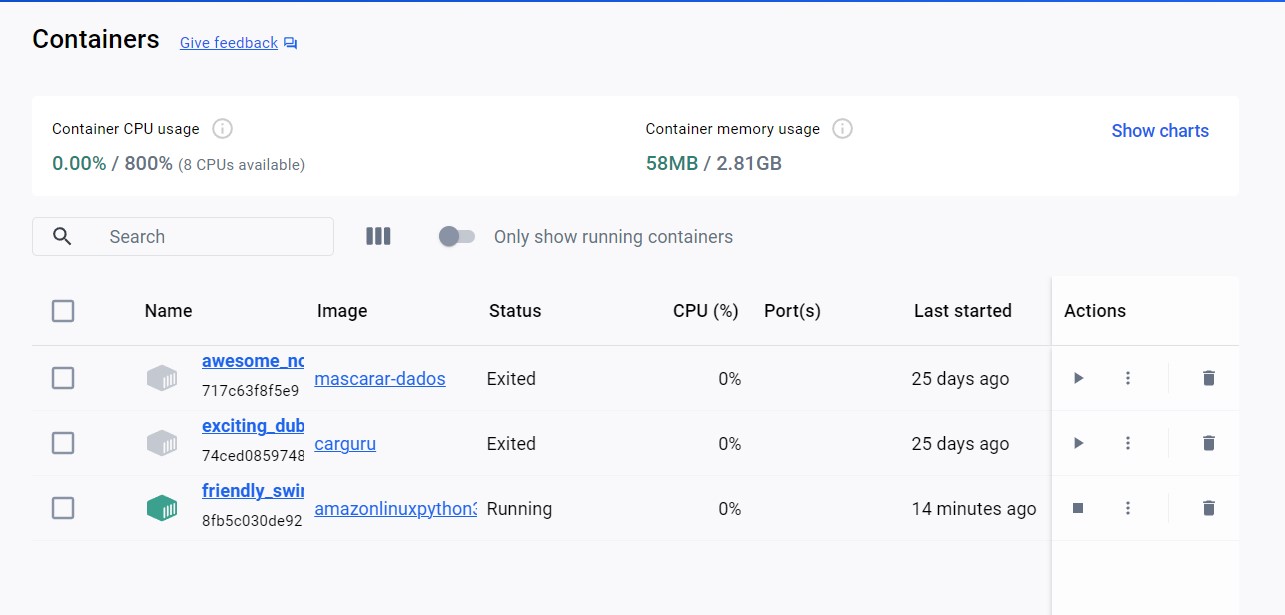 Containers Give feedback
Container CPU usage Container memory usage Show charts
0.00% / 800% (8 CPUs available) 58MB / 2.81GB
Search Only show running containers
Name Image Status CPU (%) Port(s) Last started Actions
awesome_no
717c63f8f5e9 mascarar-dados Exited 0% 25 days ago
exciting_dub
74ced0859748 carguru Exited 0% 25 days ago
friendly_swir
8fb5c030de92 amazonlinuxpython3 Running 0% 14 minutes ago